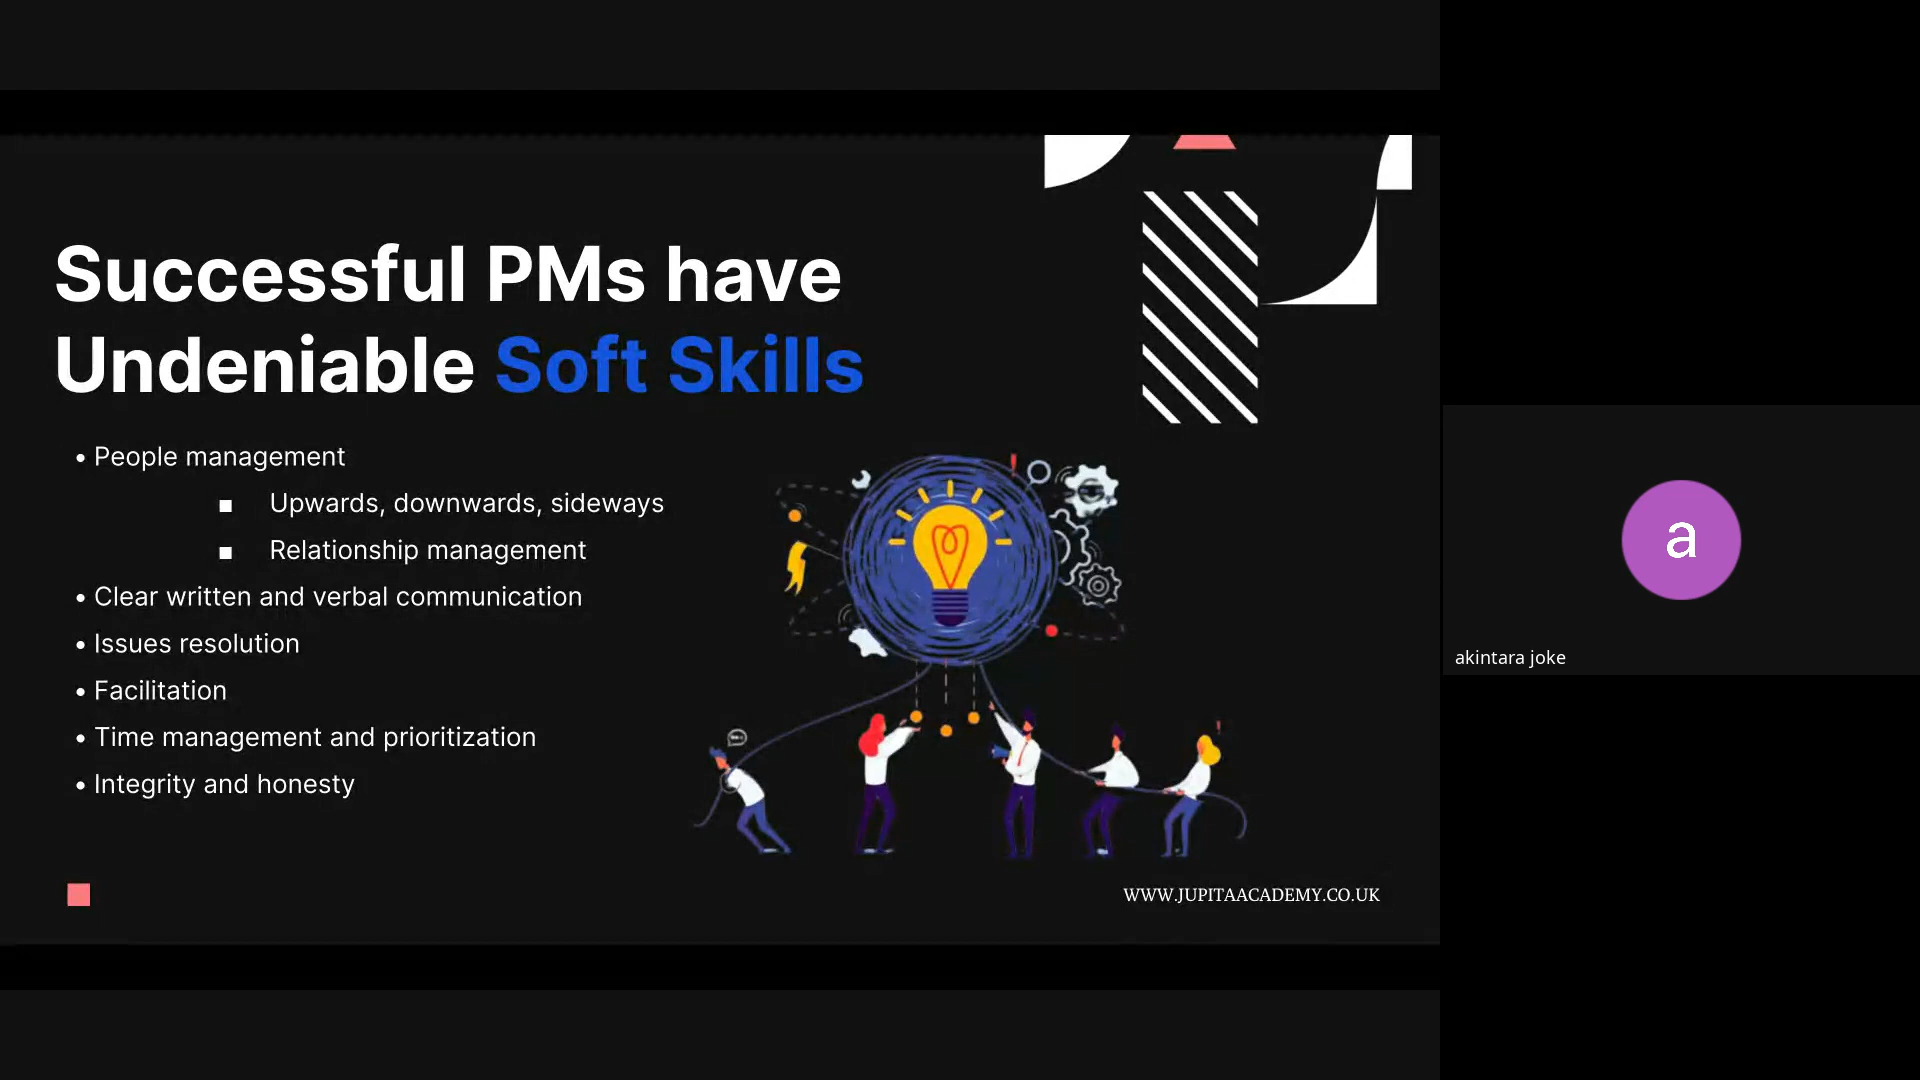 Successful PMs have
Undeniable Soft Skills
• People management
▪ Upwards, downwards, sideways
▪ Relationship management
• Clear written and verbal communication
• Issues resolution
• Facilitation
• Time management and prioritization
• Integrity and honesty
WWW.JUPITAACADEMY.CO.UK
a
akintara joke